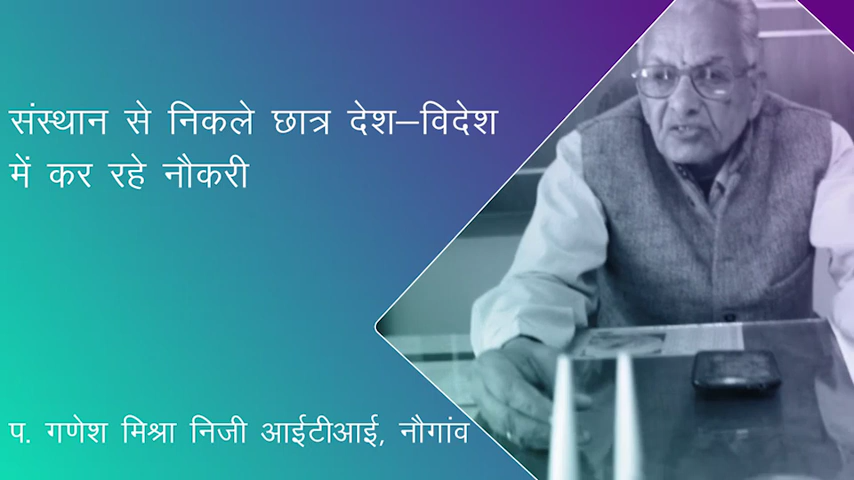 संस्थान से निकले छात्र देश–विदेश
में कर रहे नौकरी
प. गणेश मिश्रा निजी आईटीआई, नौगांव